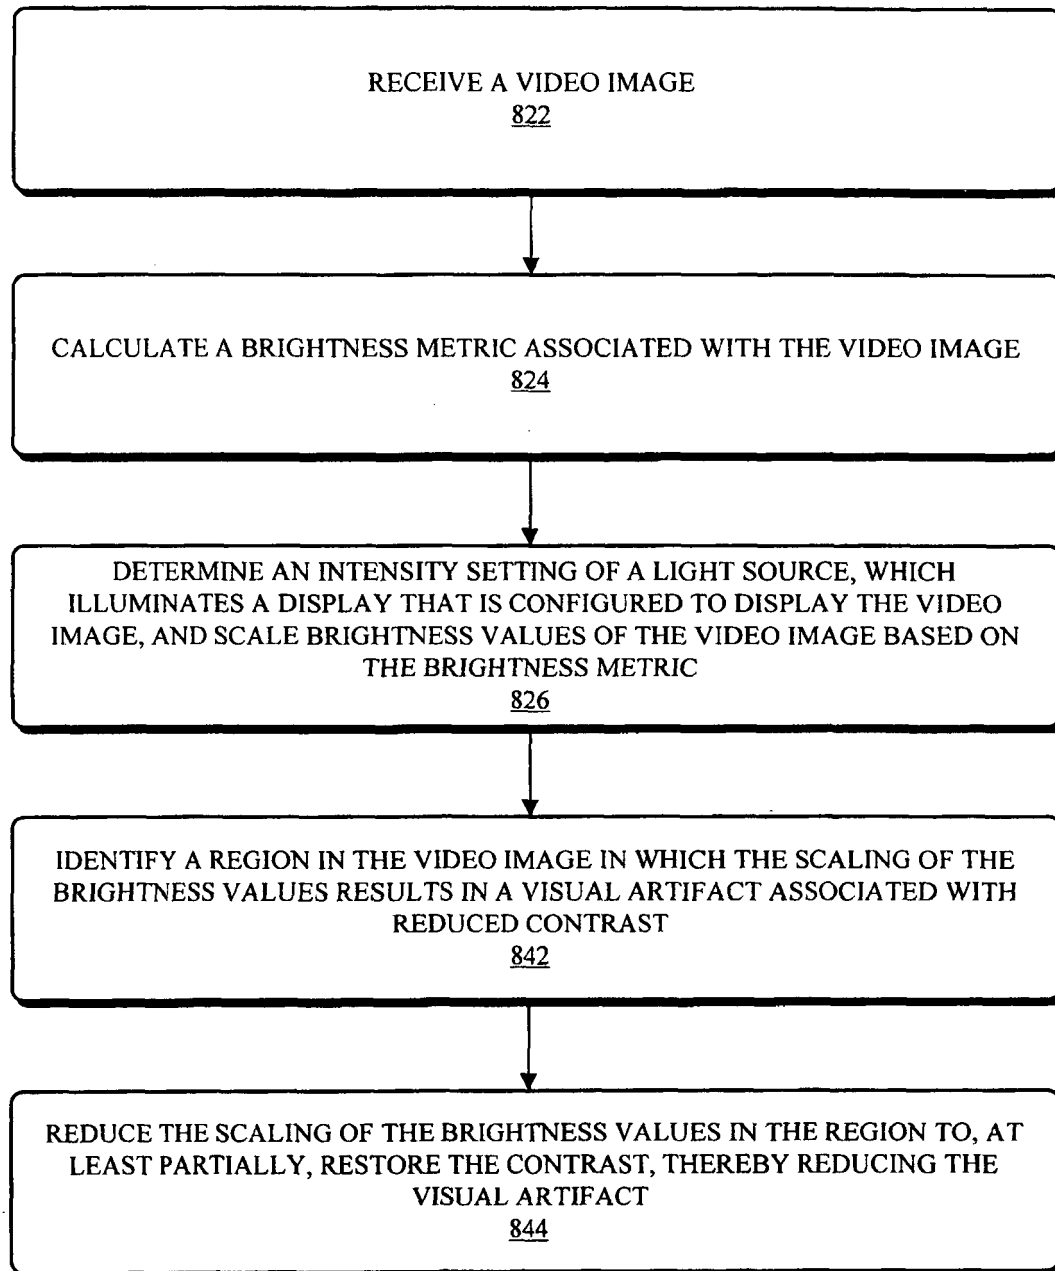 RECEIVE A VIDEO IMAGE
822
CALCULATE A BRIGHTNESS METRIC ASSOCIATED WITH THE VIDEO IMAGE
824
DETERMINE AN INTENSITY SETTING OF A LIGHT SOURCE, WHICH
ILLUMINATES A DISPLAY THAT IS CONFIGURED TO DISPLAY THE VIDEO
IMAGE, AND SCALE BRIGHTNESS VALUES OF THE VIDEO IMAGE BASED ON
THE BRIGHTNESS METRIC
826
IDENTIFY A REGION IN THE VIDEO IMAGE IN WHICH THE SCALING OF THE
BRIGHTNESS VALUES RESULTS IN A VISUAL ARTIFACT ASSOCIATED WITH
REDUCED CONTRAST
842
REDUCE THE SCALING OF THE BRIGHTNESS VALUES IN THE REGION TO, AT
LEAST PARTIALLY, RESTORE THE CONTRAST, THEREBY REDUCING THE
VISUAL ARTIFACT
844